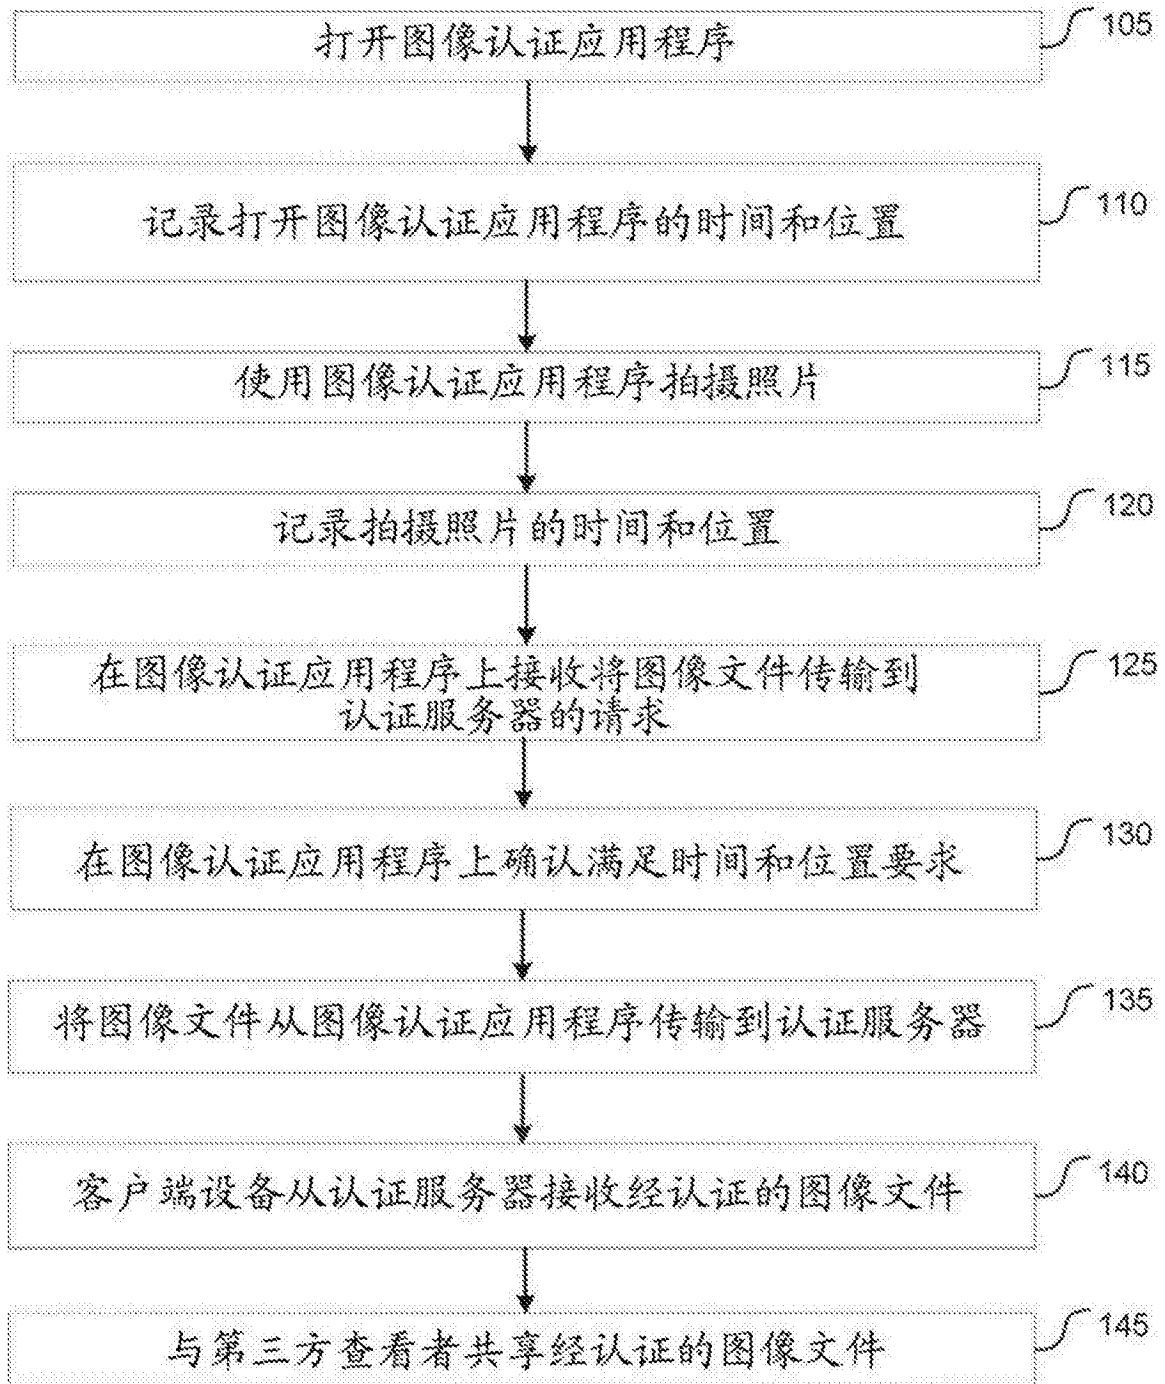 打开图像认证应用程序
105
记录打开图像认证应用程序的时间和位置
110
使用图像认证应用程序拍摄照片
115
记录拍摄照片的时间和位置
120
在图像认证应用程序上接收将图像文件传输到
认证服务器的请求
125
在图像认证应用程序上确认满足时间和位置要求
130
将图像文件从图像认证应用程序传输到认证服务器
135
客户端设备从认证服务器接收经认证的图像文件
140
与第三方查看者共享经认证的图像文件
145